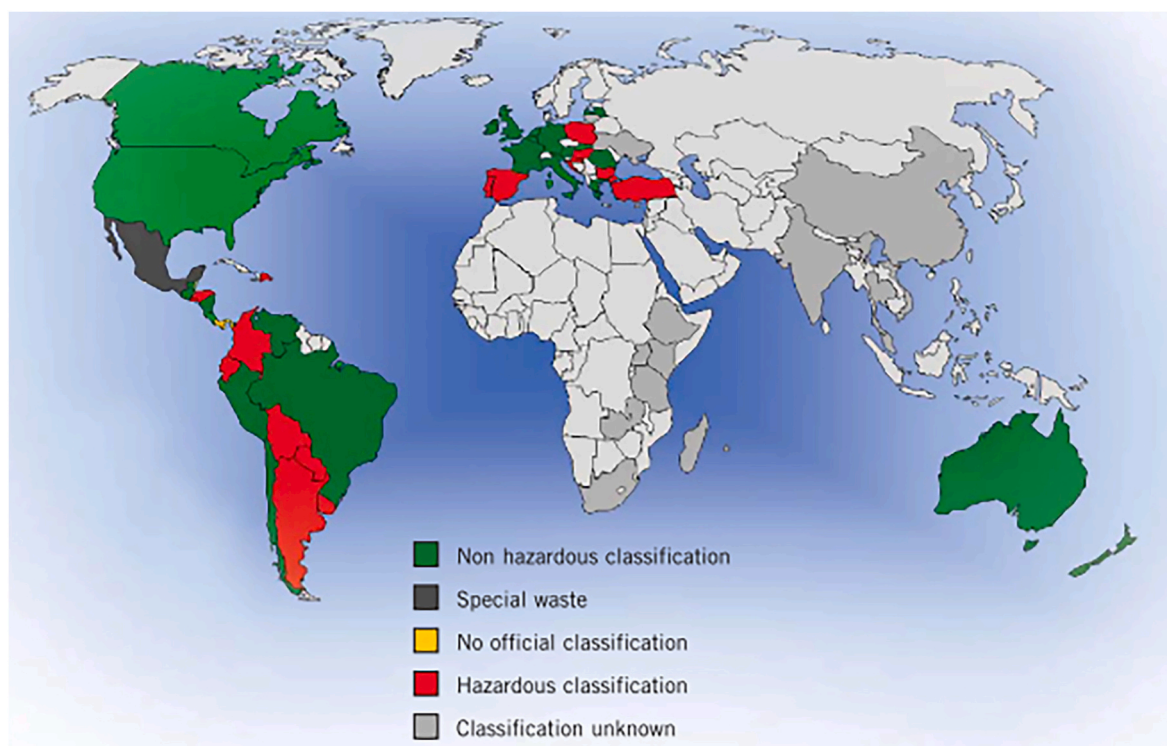 Non hazardous classification
Special waste
No official classification
Hazardous classification
Classification unknown